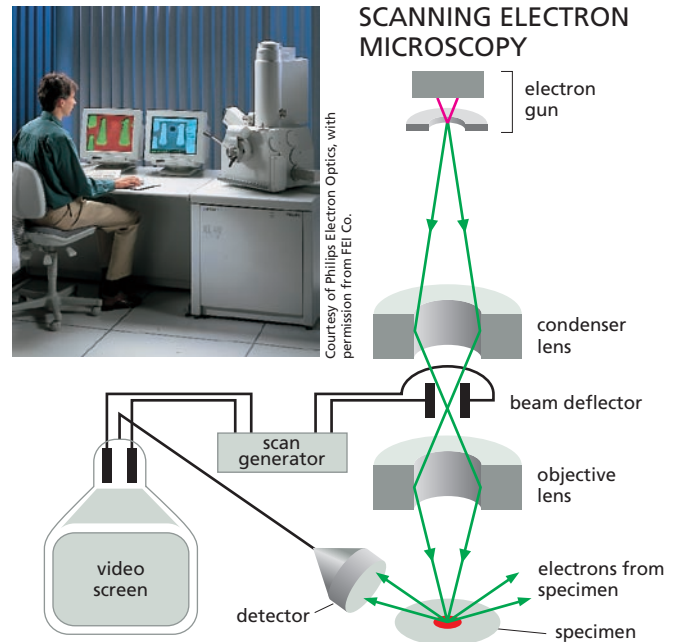 SCANNING ELECTRON
MICROSCOPY
Courtesy of Philips Electron Optics, with
permission from FEI Co.
electron
gun
condenser
lens
beam deflector
scan
generator
objective
lens
video
screen
electrons from
specimen
detector
specimen